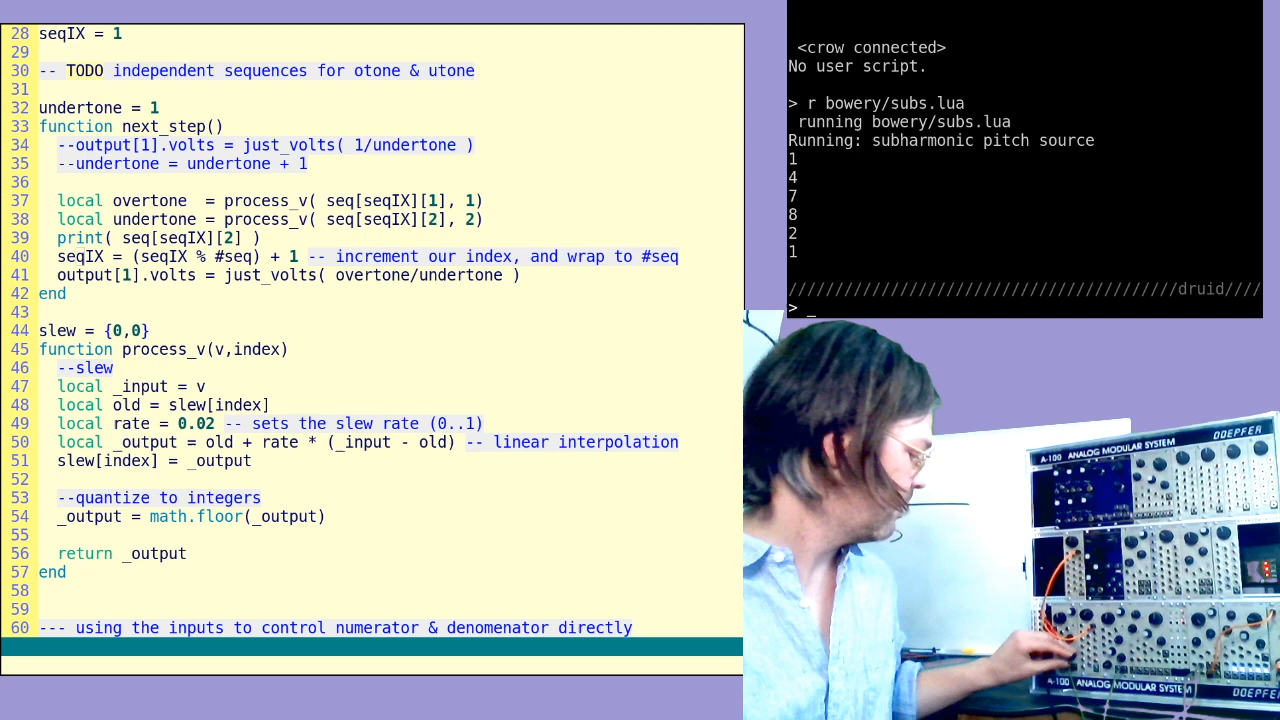 28 seqIX = 1
29
30 -- TODO independent sequences for otone & utone
31
32 undertone = 1
33 function next_step()
34   --output[1].volts = just_volts( 1/undertone )
35   --undertone = undertone + 1
36
37   local overtone  = process_v( seq[seqIX][1], 1)
38   local undertone = process_v( seq[seqIX][2], 2)
39   print( seq[seqIX][2] )
40   seqIX = (seqIX % #seq) + 1 -- increment our index, and wrap to #seq
41   output[1].volts = just_volts( overtone/undertone )
42 end
43
44 slew = {0,0}
45 function process_v(v,index)
46   --slew
47   local _input = v
48   local old = slew[index]
49   local rate = 0.02 -- sets the slew rate (0..1)
50   local _output = old + rate * (_input - old) -- linear interpolation
51   slew[index] = _output
52
53   --quantize to integers
54   _output = math.floor(_output)
55
56   return _output
57 end
58
59
60 --- using the inputs to control numerator & denomenator directly
<crow connected>
No user script.
> r bowery/subs.lua
running bowery/subs.lua
Running: subharmonic pitch source
1
4
7
8
2
1
//////////////////////////////////////////druid////
> _
A-100 ANALOG MODULAR SYSTEM DOEPFER
A-100 ANALOG MODULAR SYSTEM DOEPFER